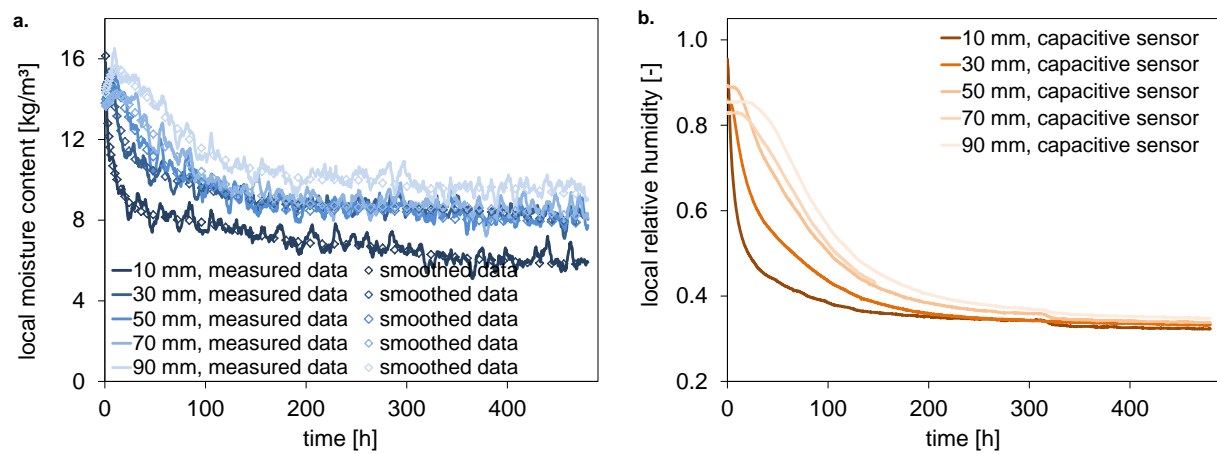 a.
local moisture content [kg/m³]
16
12
8
4
0
10 mm, measured data smoothed data
30 mm, measured data smoothed data
50 mm, measured data smoothed data
70 mm, measured data smoothed data
90 mm, measured data smoothed data
0 100 200 300 400
time [h]
b.
local relative humidity [-]
1.0
0.8
0.6
0.4
0.2
10 mm, capacitive sensor
30 mm, capacitive sensor
50 mm, capacitive sensor
70 mm, capacitive sensor
90 mm, capacitive sensor
0 100 200 300 400
time [h]